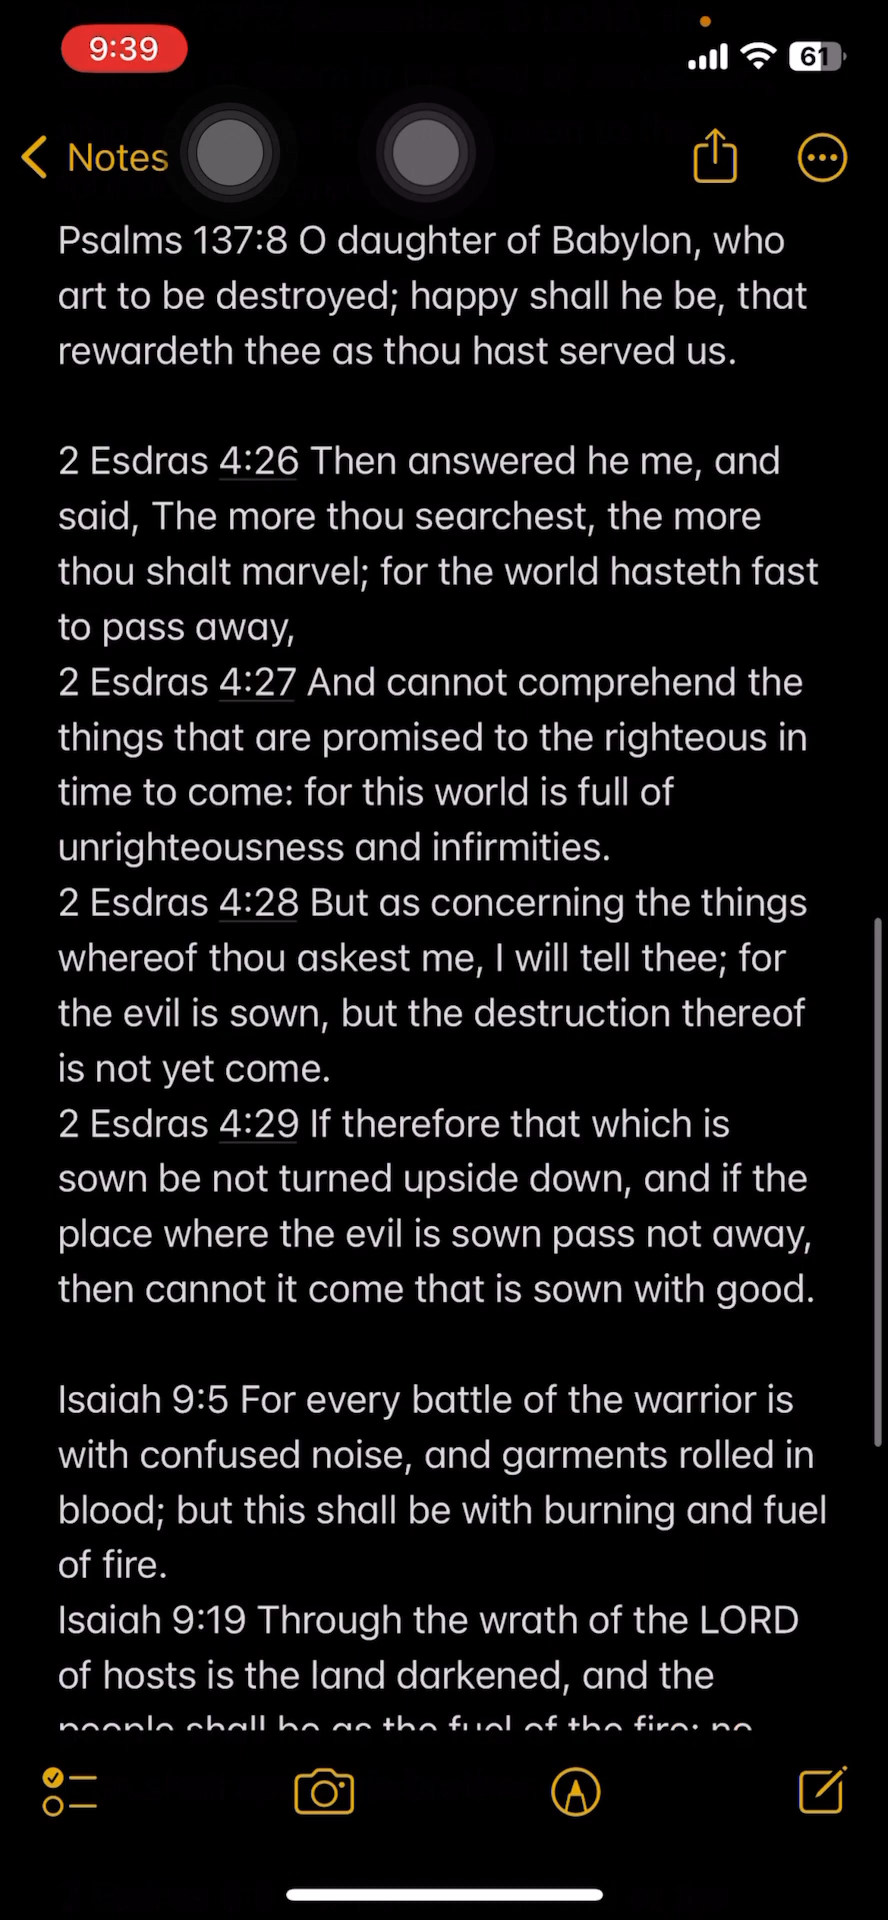 9:39
61
Notes
Psalms 137:8 O daughter of Babylon, who
art to be destroyed; happy shall he be, that
rewardeth thee as thou hast served us.
2 Esdras 4:26 Then answered he me, and
said, The more thou searchest, the more
thou shalt marvel; for the world hasteth fast
to pass away,
2 Esdras 4:27 And cannot comprehend the
things that are promised to the righteous in
time to come: for this world is full of
unrighteousness and infirmities.
2 Esdras 4:28 But as concerning the things
whereof thou askest me, I will tell thee; for
the evil is sown, but the destruction thereof
is not yet come.
2 Esdras 4:29 If therefore that which is
sown be not turned upside down, and if the
place where the evil is sown pass not away,
then cannot it come that is sown with good.
Isaiah 9:5 For every battle of the warrior is
with confused noise, and garments rolled in
blood; but this shall be with burning and fuel
of fire.
Isaiah 9:19 Through the wrath of the LORD
of hosts is the land darkened, and the
people shall be as the fuel of the fire: no